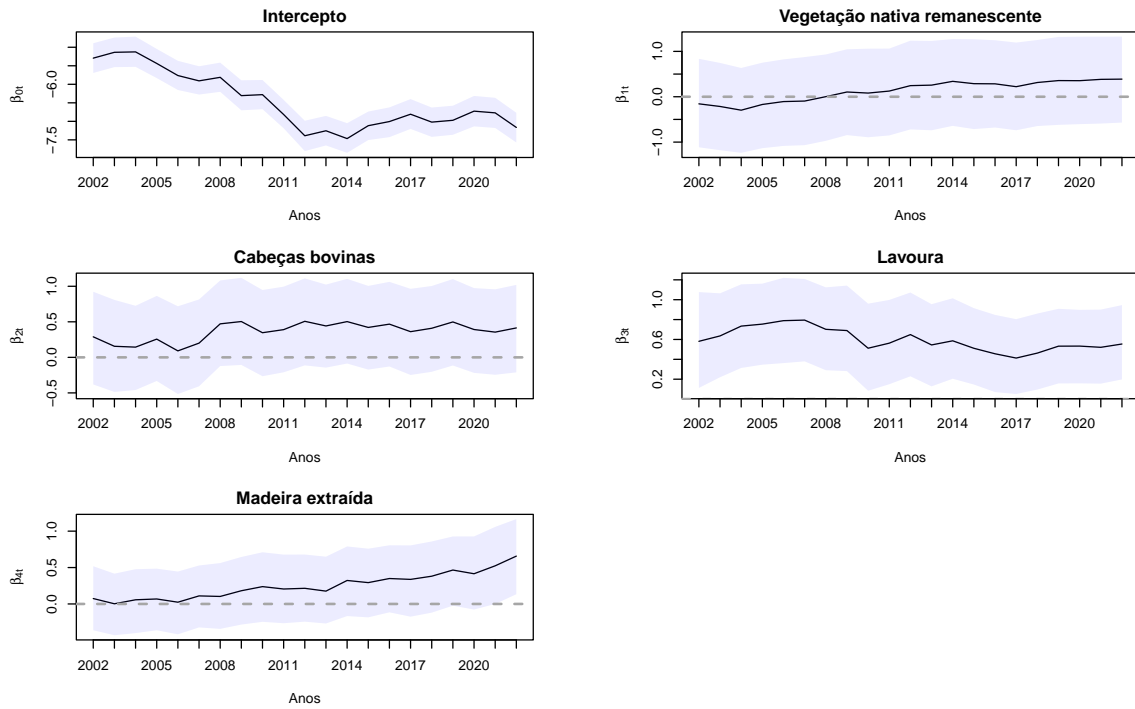 Intercepto
β0t
−6.0
−7.5
2002 2005 2008 2011 2014 2017 2020
Anos
Vegetação nativa remanescente
β1t
1.0
0.0
−1.0
2002 2005 2008 2011 2014 2017 2020
Anos
Cabeças bovinas
β2t
1.0
0.5
0.0
−0.5
2002 2005 2008 2011 2014 2017 2020
Anos
Lavoura
β3t
1.0
0.6
0.2
2002 2005 2008 2011 2014 2017 2020
Anos
Madeira extraída
β4t
1.0
0.5
0.0
2002 2005 2008 2011 2014 2017 2020
Anos